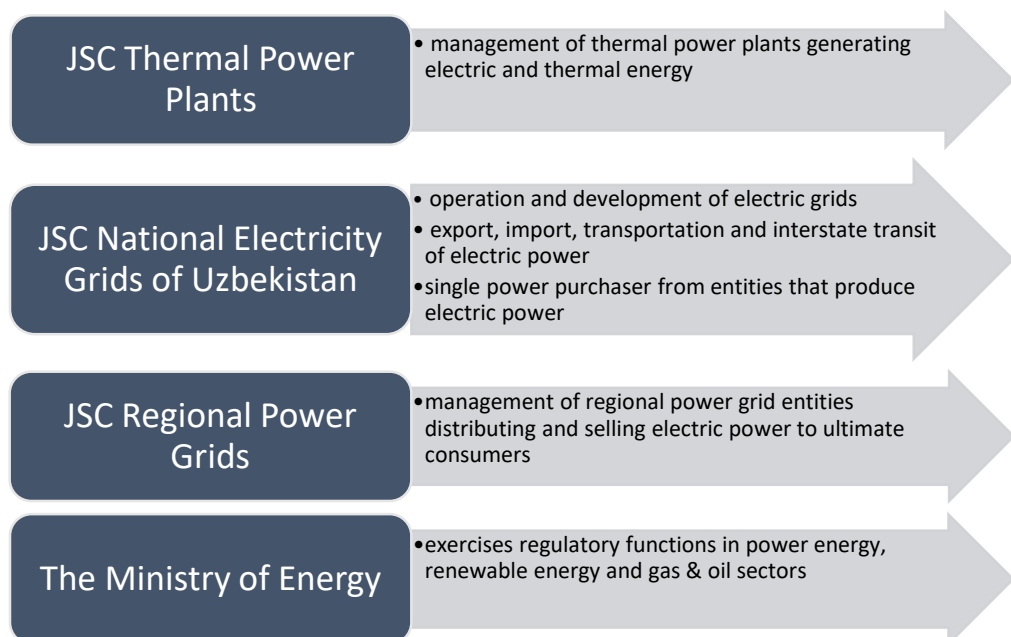 JSC Thermal Power
Plants
• management of thermal power plants generating
electric and thermal energy
JSC National Electricity
Grids of Uzbekistan
• operation and development of electric grids
• export, import, transportation and interstate transit
of electric power
•single power purchaser from entities that produce
electric power
JSC Regional Power
Grids
•management of regional power grid entities
distributing and selling electric power to ultimate
consumers
The Ministry of Energy
•exercises regulatory functions in power energy,
renewable energy and gas & oil sectors